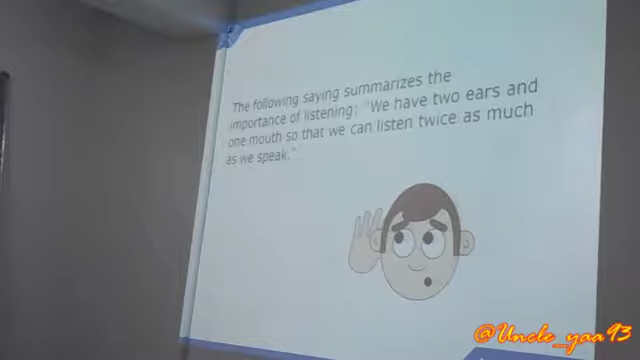 The following saying summarizes the
importance of listening: "We have two ears and
one mouth so that we can listen twice as much
as we speak."
@Uncle_yaa93